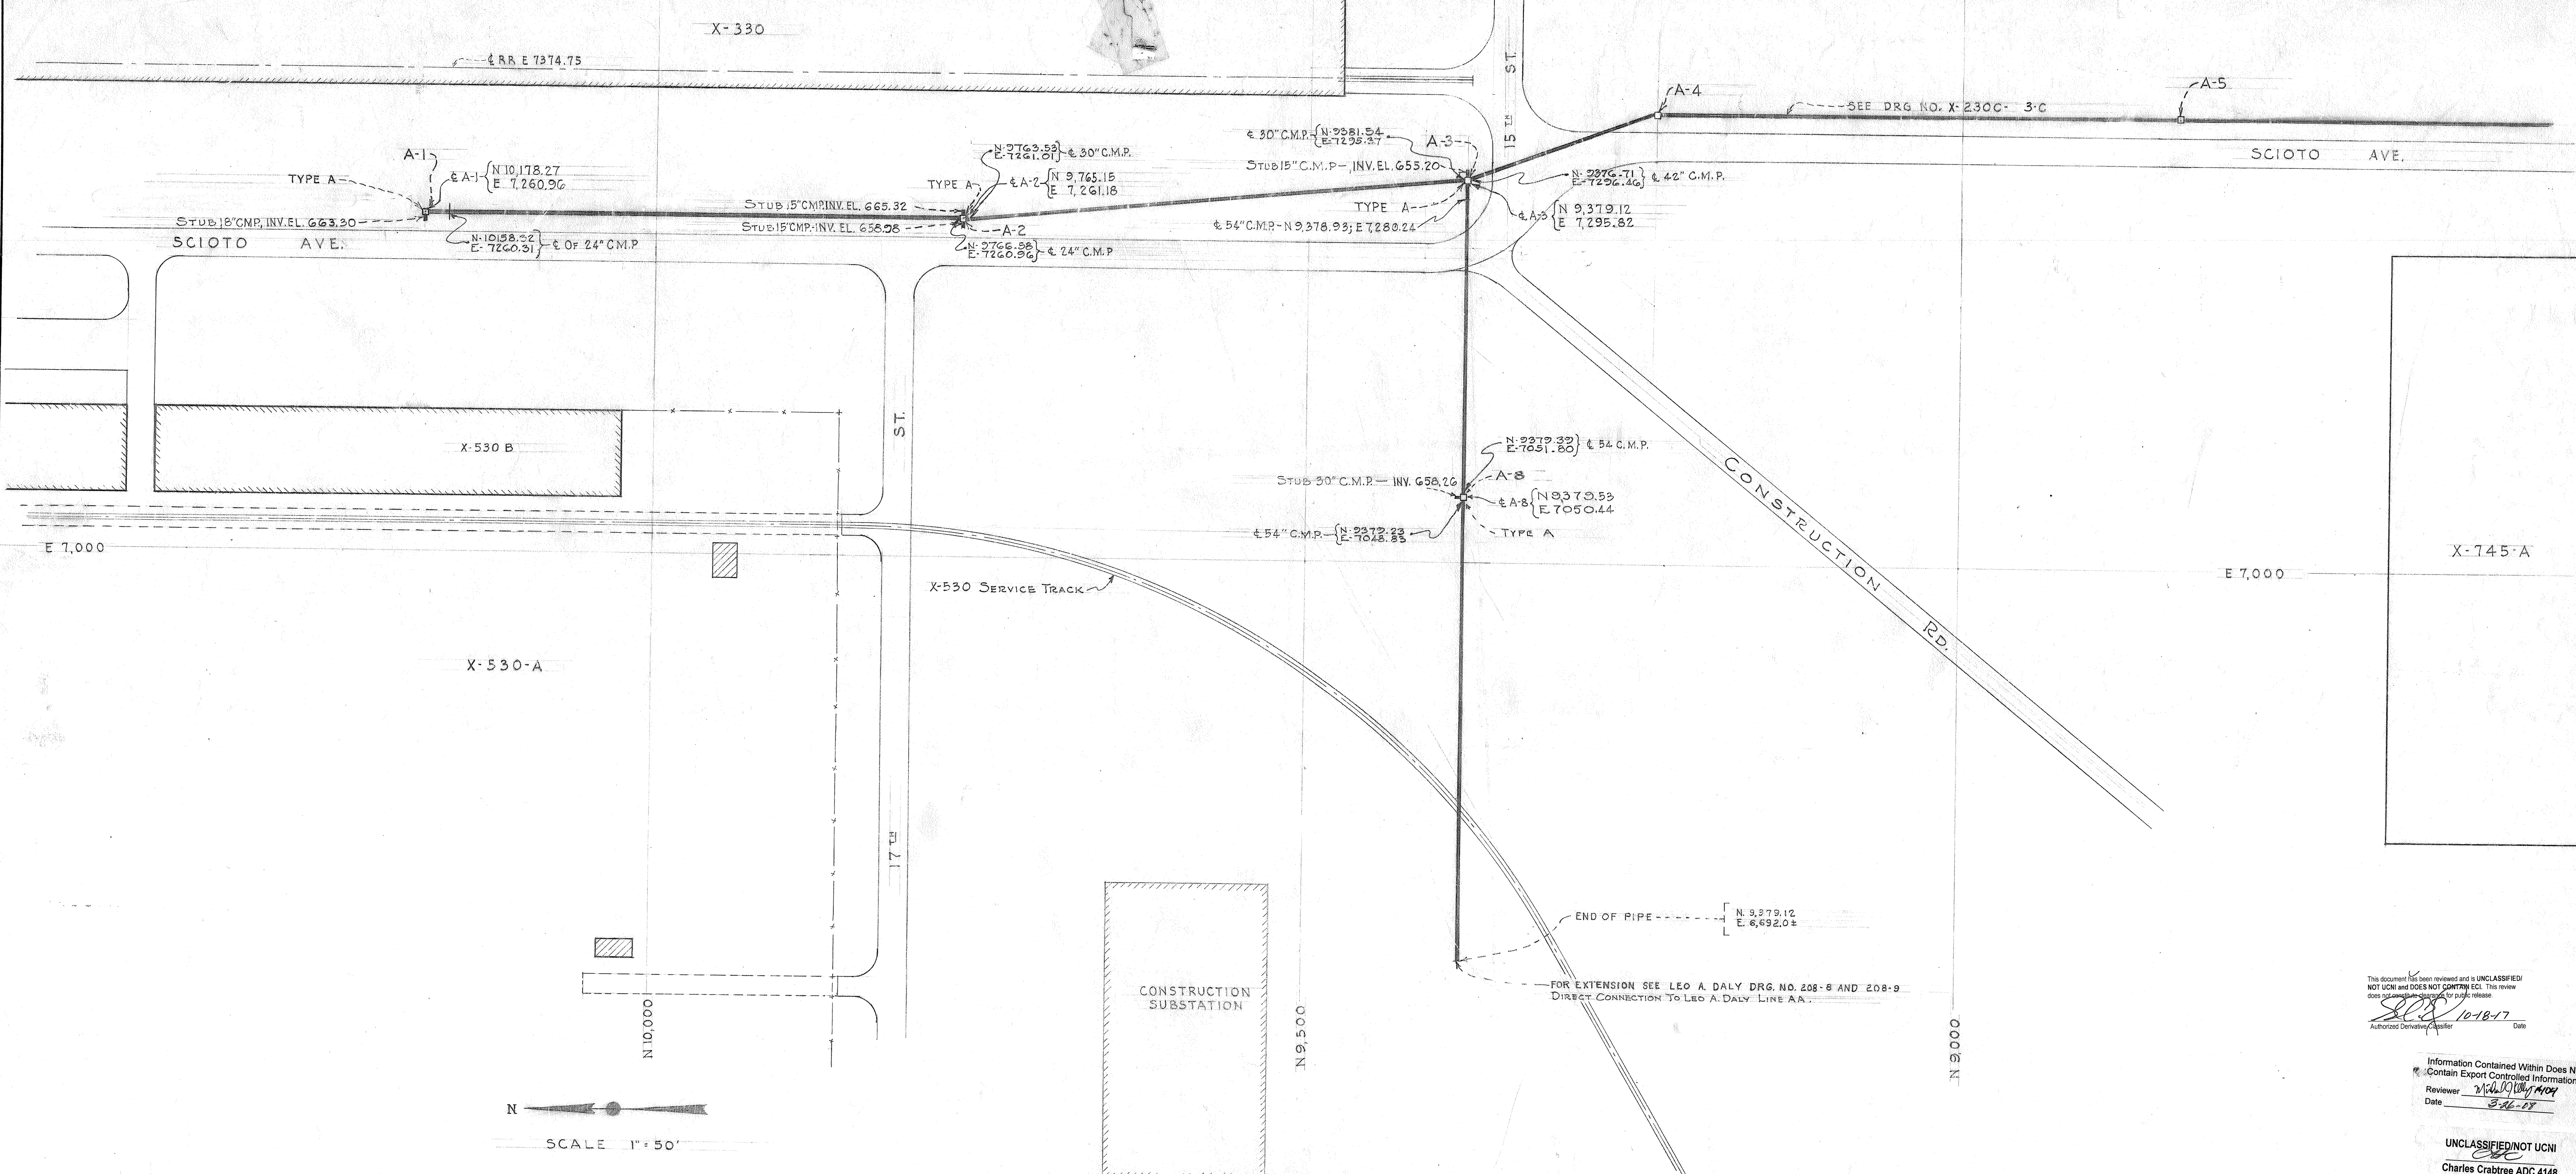 X-330
℄ RR E 7374.75
15TH ST.
A-4
SEE DRG NO. X-230C- 3-C
A-5
SCIOTO AVE.
A-1
℄ A-1 { N 10,178.27
E 7,260.96
TYPE A
STUB 18" CMP, INV. EL. 663.30
SCIOTO AVE.
N-10158.32
E-7260.31 } ℄ OF 24" C.M.P
N-9763.53
E-7261.01 } ℄ 30" C.M.P.
TYPE A
℄ A-2 { N 9,765.15
E 7,261.18
STUB 15" CMP. INV. EL. 665.32
STUB 15" CMP.-INV. EL. 658.98
A-2
N-9766.98
E-7260.96 } ℄ 24" C.M.P
℄ 30" C.M.P. { N-9381.54
E-7295.37
A-3
STUB 15" C.M.P - INV. EL. 655.20
N-9376.71
E-7296.46 } ℄ 42" C.M.P.
TYPE A
℄ A-3 { N 9,379.12
E 7,295.82
℄ 54" C.M.P.- N 9,378.93; E 7,280.24
X-530 B
ST.
N-9379.39
E-7051.80 } ℄ 54 C.M.P.
A-8
STUB 30" C.M.P. — INV. 658.26
℄ A-8 { N 9,379.53
E 7050.44
℄ 54" C.M.P. { N-9379.23
E-7048.83
TYPE A
CONSTRUCTION RD.
E 7,000
X-530 SERVICE TRACK
E 7,000
X-745-A
X-530-A
17TH
END OF PIPE
N. 9,379.12
E. 6,692.0±
FOR EXTENSION SEE LEO A. DALY DRG. NO. 208-8 AND 208-9
DIRECT CONNECTION TO LEO A. DALY LINE AA.
CONSTRUCTION
SUBSTATION
N 10,000
N 9,500
N 9,000
N
SCALE 1" = 50'
This document has been reviewed and is UNCLASSIFIED/
NOT UCNI and DOES NOT CONTAIN ECI. This review
does not constitute clearance for public release.
10-18-17
Authorized Derivative Classifier Date
Information Contained Within Does N
Contain Export Controlled Information
Reviewer
Date 3-26-08
UNCLASSIFIED/NOT UCNI
Charles Crabtree ADC 4148